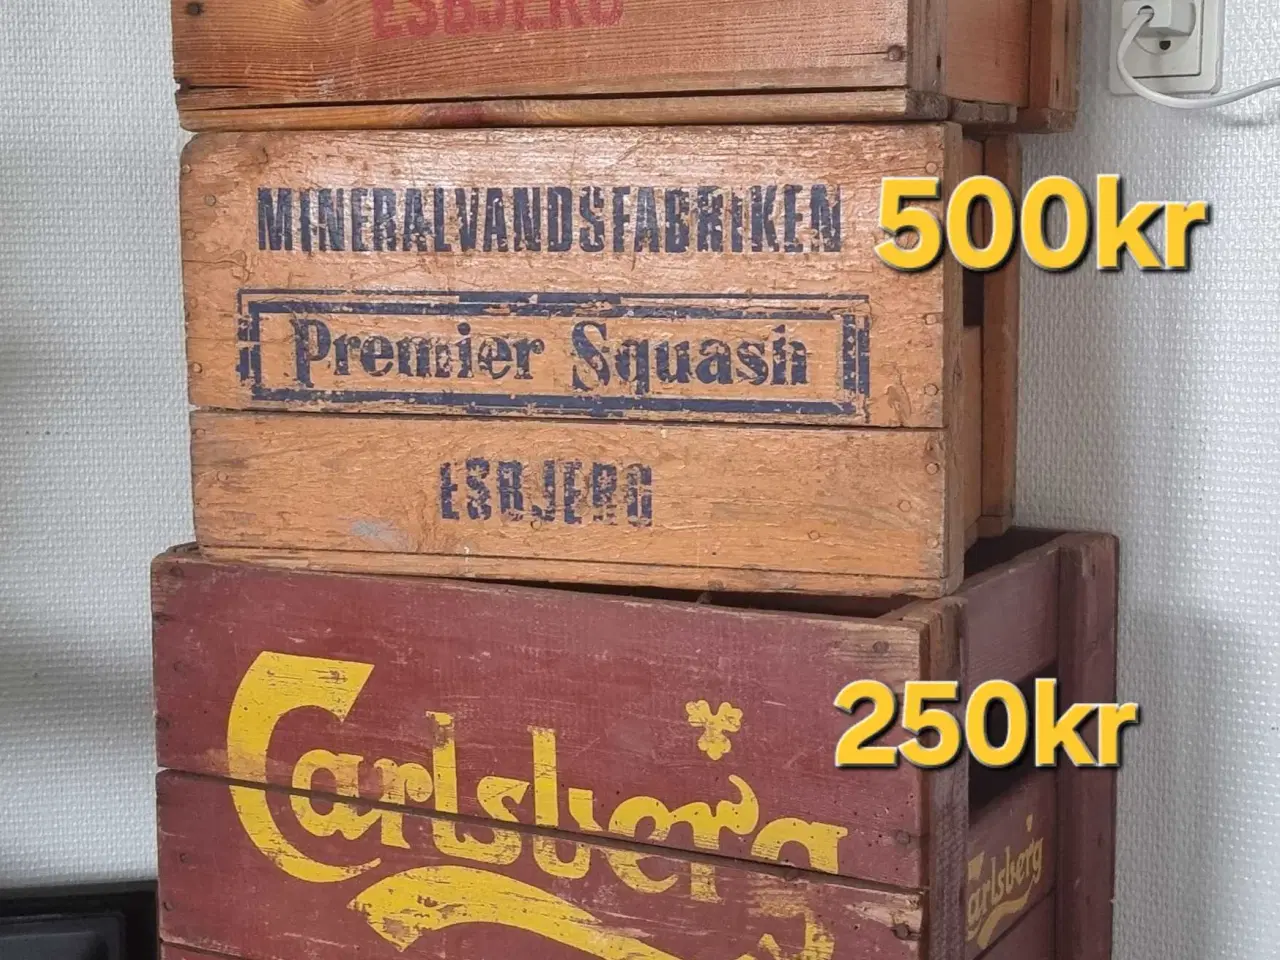 ESBJERG
MINERALVANDSFABRIKEN
500kr
Premier Squash
ESBJERG
250kr
Carlsberg
Carlsberg